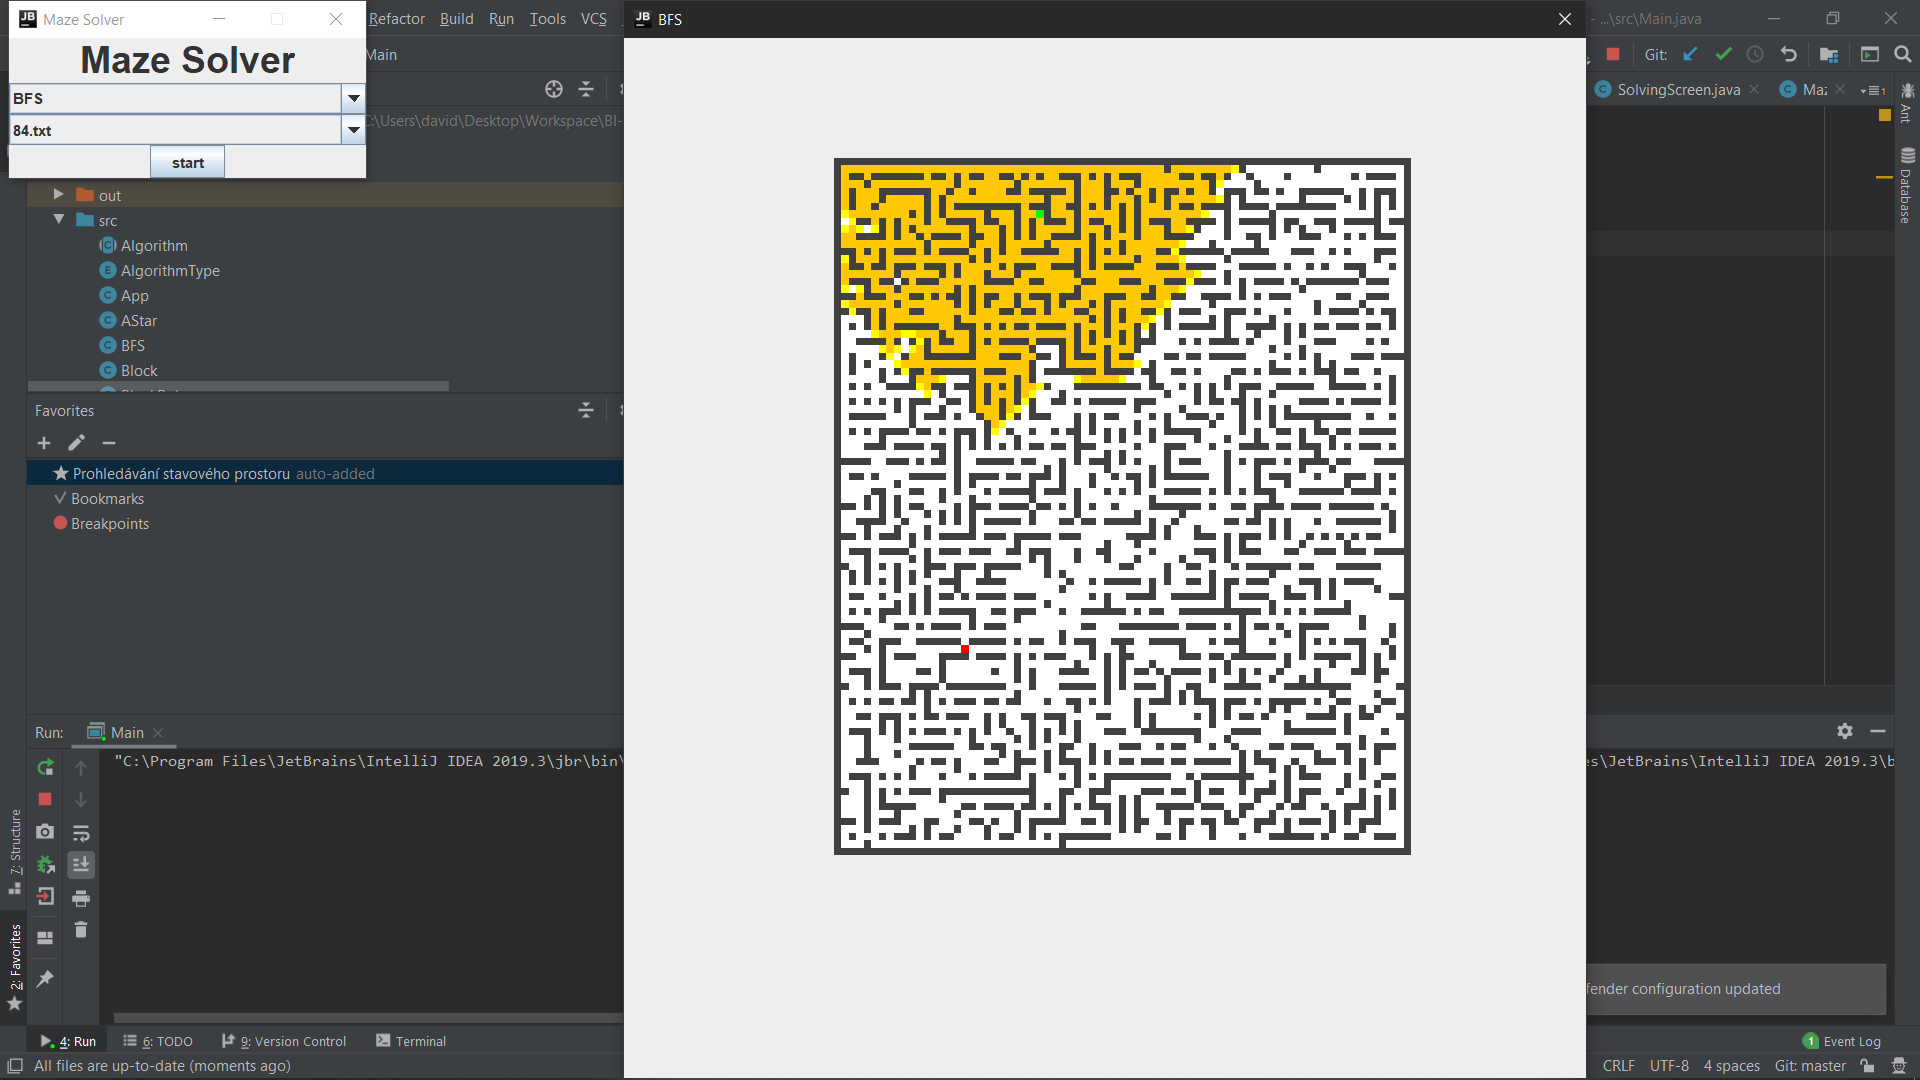 Maze Solver
Maze Solver
BFS
84.txt
start
Refactor Build Run Tools VCS
Main
C:\Users\david\Desktop\Workspace\BI-
out
src
Algorithm
AlgorithmType
App
AStar
BFS
Block
Favorites
Prohledávání stavového prostoru auto-added
Bookmarks
Breakpoints
Run: Main
"C:\Program Files\JetBrains\IntelliJ IDEA 2019.3\jbr\bin\
7: Structure
2: Favorites
4: Run 6: TODO 9: Version Control Terminal
All files are up-to-date (moments ago)
JB BFS
- ...\src\Main.java
Git:
SolvingScreen.java
Ant
Database
s\JetBrains\IntelliJ IDEA 2019.3\b
fender configuration updated
1 Event Log
CRLF UTF-8 4 spaces Git: master